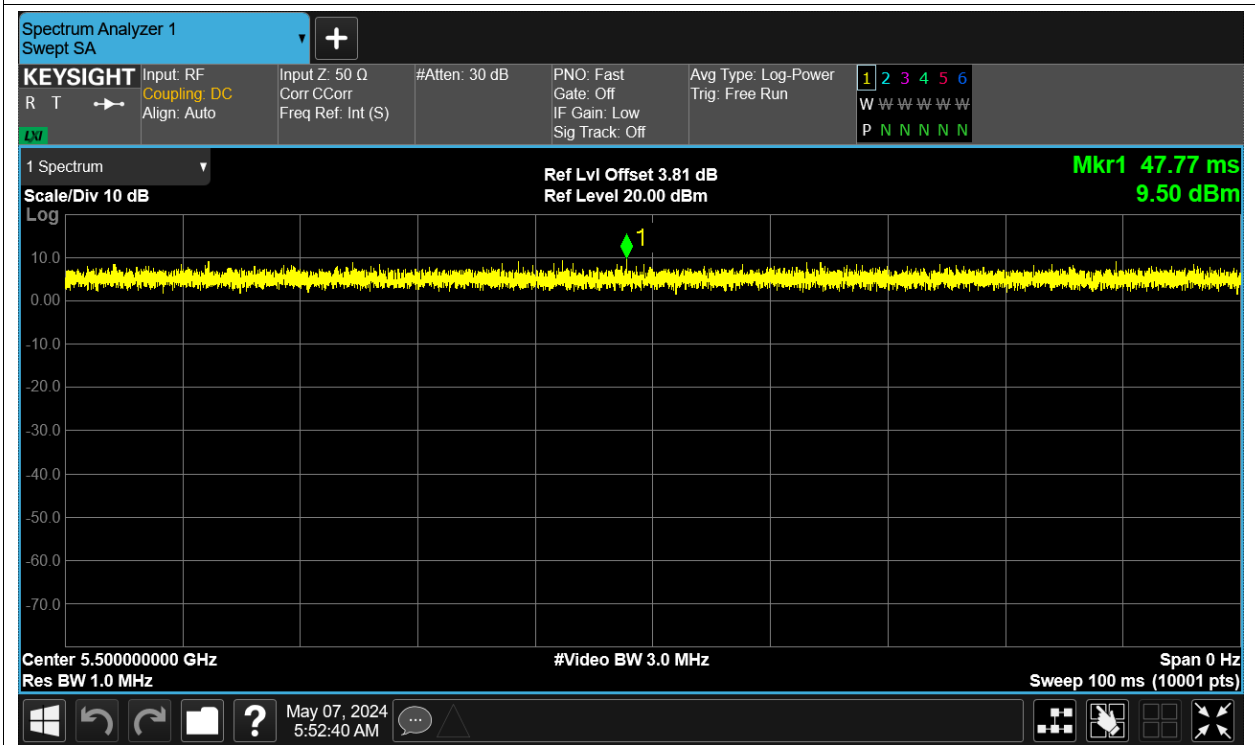 Spectrum Analyzer 1
Swept SA
KEYSIGHT
R T
LXI
Input: RF
Coupling: DC
Align: Auto
Input Z: 50 Ω
Corr CCorr
Freq Ref: Int (S)
#Atten: 30 dB
PNO: Fast
Gate: Off
IF Gain: Low
Sig Track: Off
Avg Type: Log-Power
Trig: Free Run
1 2 3 4 5 6
W W W W W W
P N N N N N
1 Spectrum
Scale/Div 10 dB
Ref Lvl Offset 3.81 dB
Ref Level 20.00 dBm
Mkr1 47.77 ms
9.50 dBm
Log
1
10.0
0.00
-10.0
-20.0
-30.0
-40.0
-50.0
-60.0
-70.0
Center 5.500000000 GHz
Res BW 1.0 MHz
#Video BW 3.0 MHz
Span 0 Hz
Sweep 100 ms (10001 pts)
?
May 07, 2024
5:52:40 AM